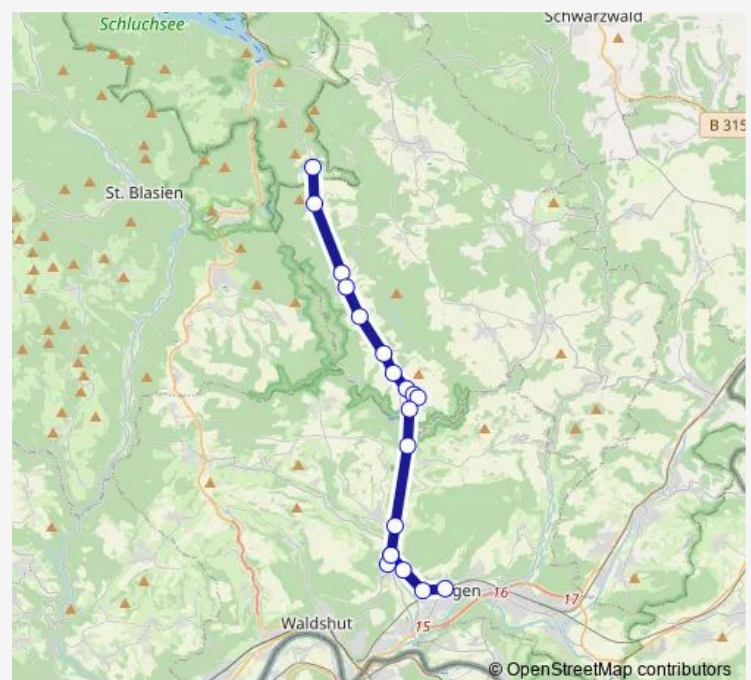 Schluchsee
Schwarzwald
B 315
St. Blasien
gen
16
17
Waldshut
15
© OpenStreetMap contributors